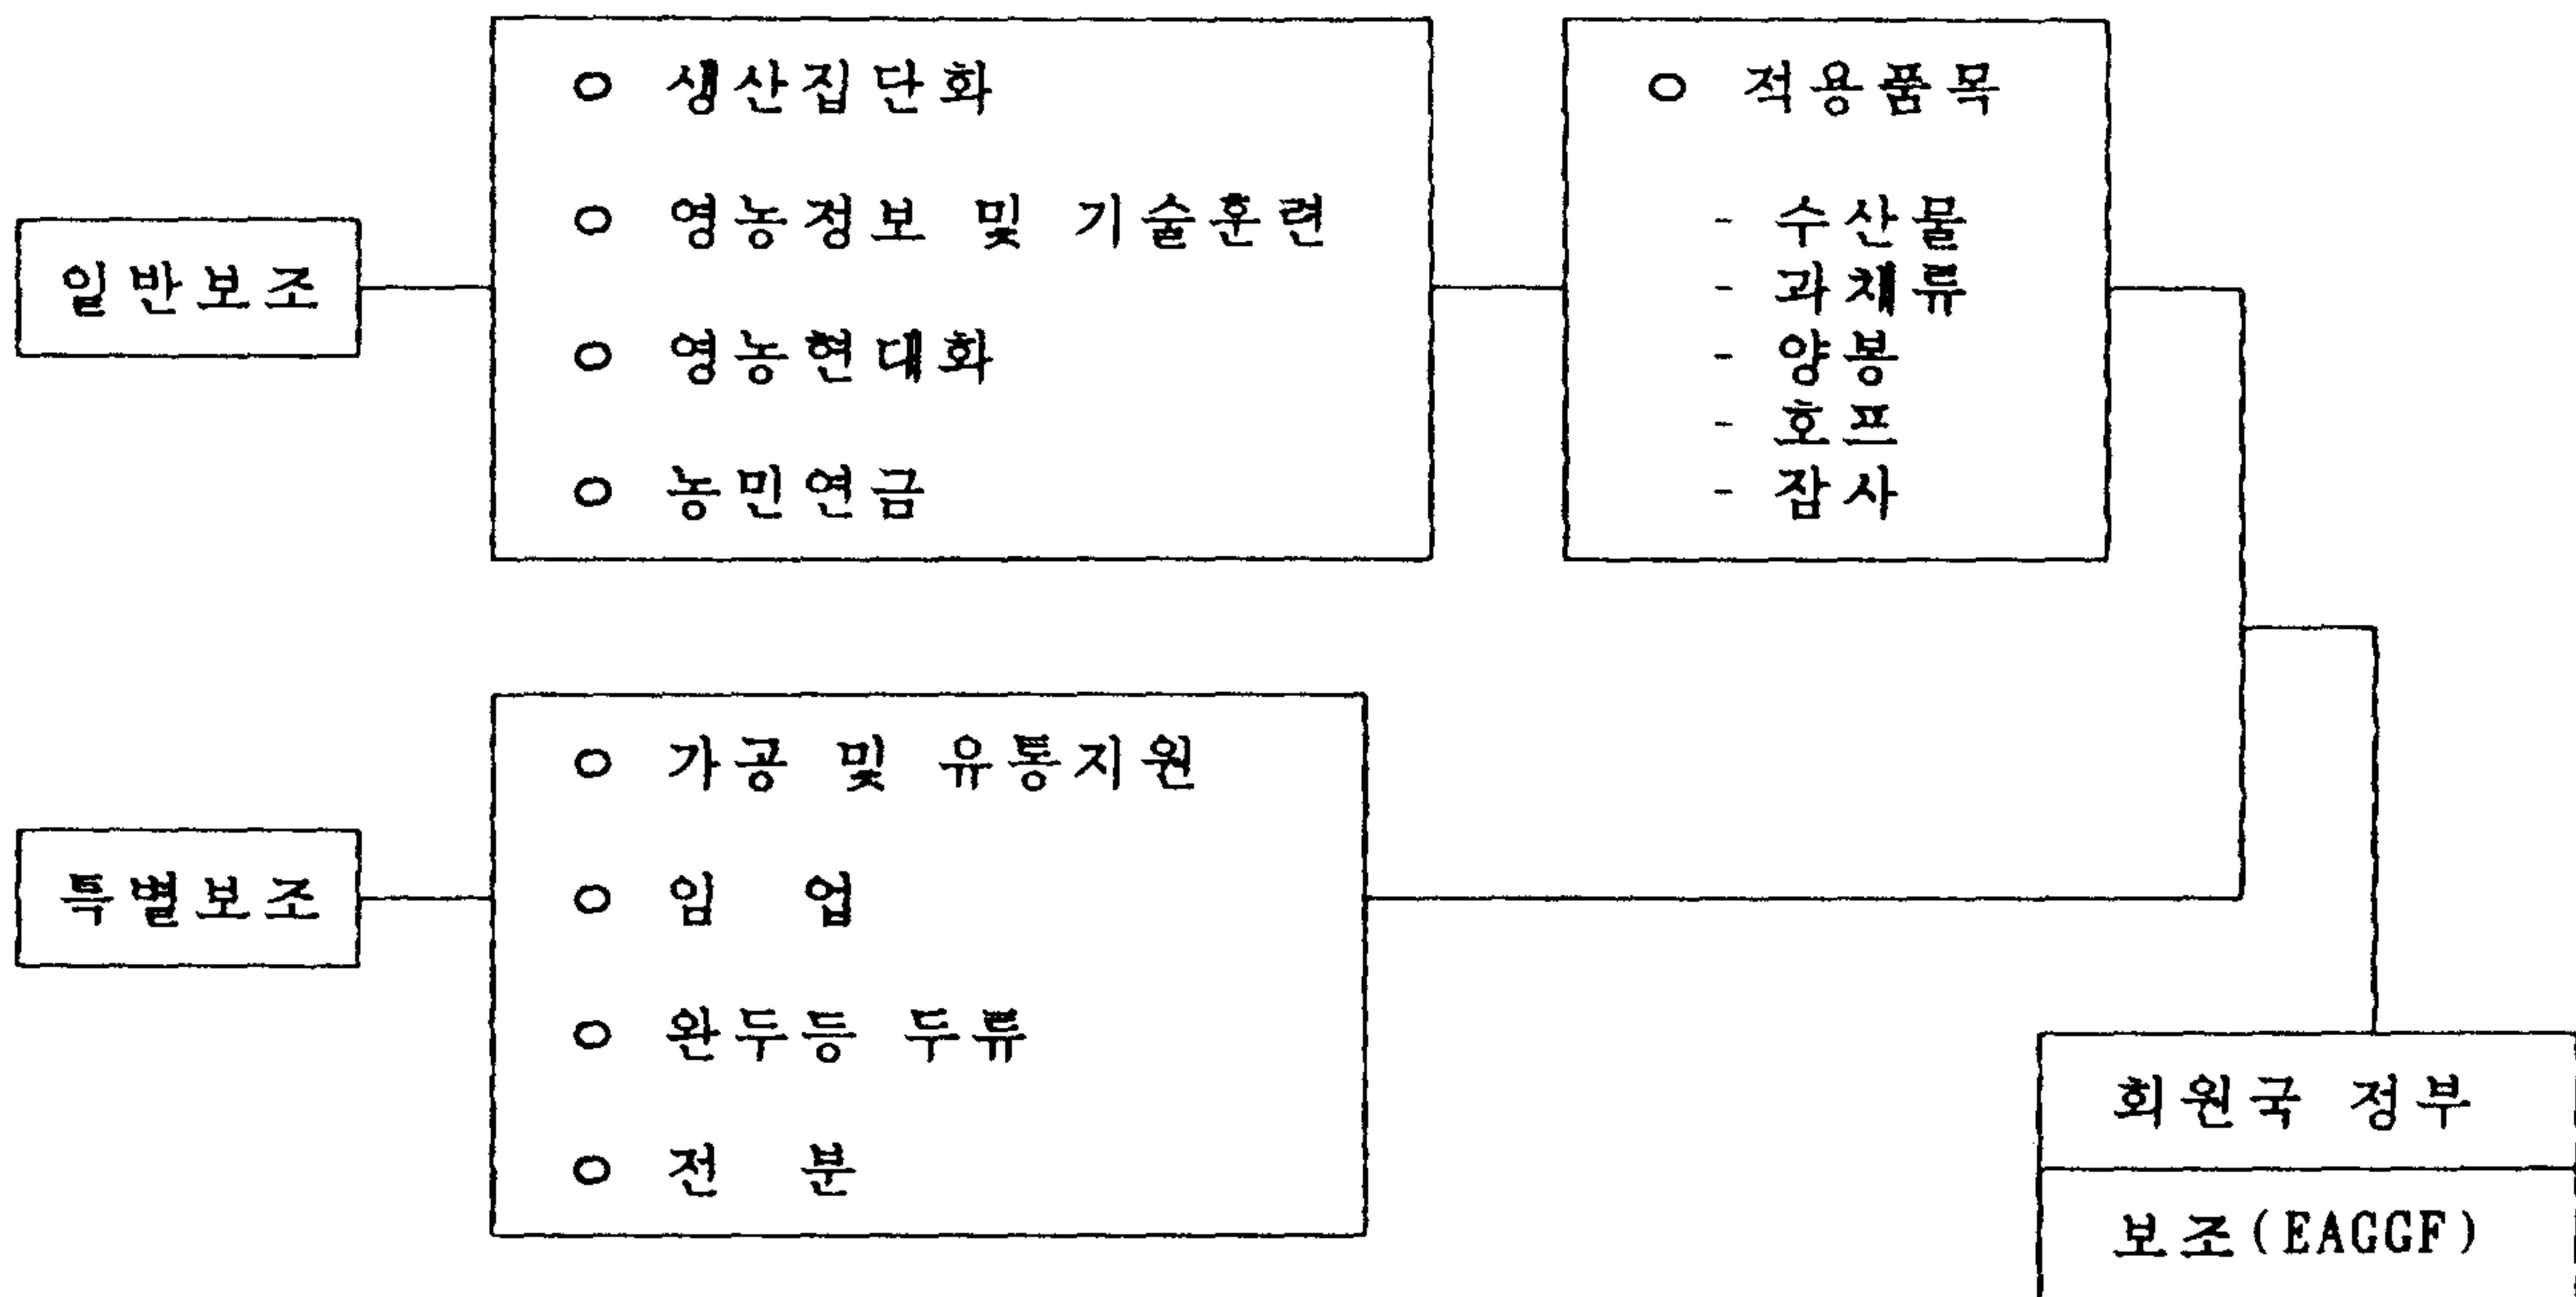 일반보조
o 생산집단화
o 영농정보 및 기술훈련
o 영농현대화
o 농민연금
o 적용품목
- 수산물
- 과채류
- 양봉
- 호프
- 잠사
특별보조
o 가공 및 유통지원
o 임 업
o 완두등 두류
o 전 분
회원국 정부
보조(EAGGF)